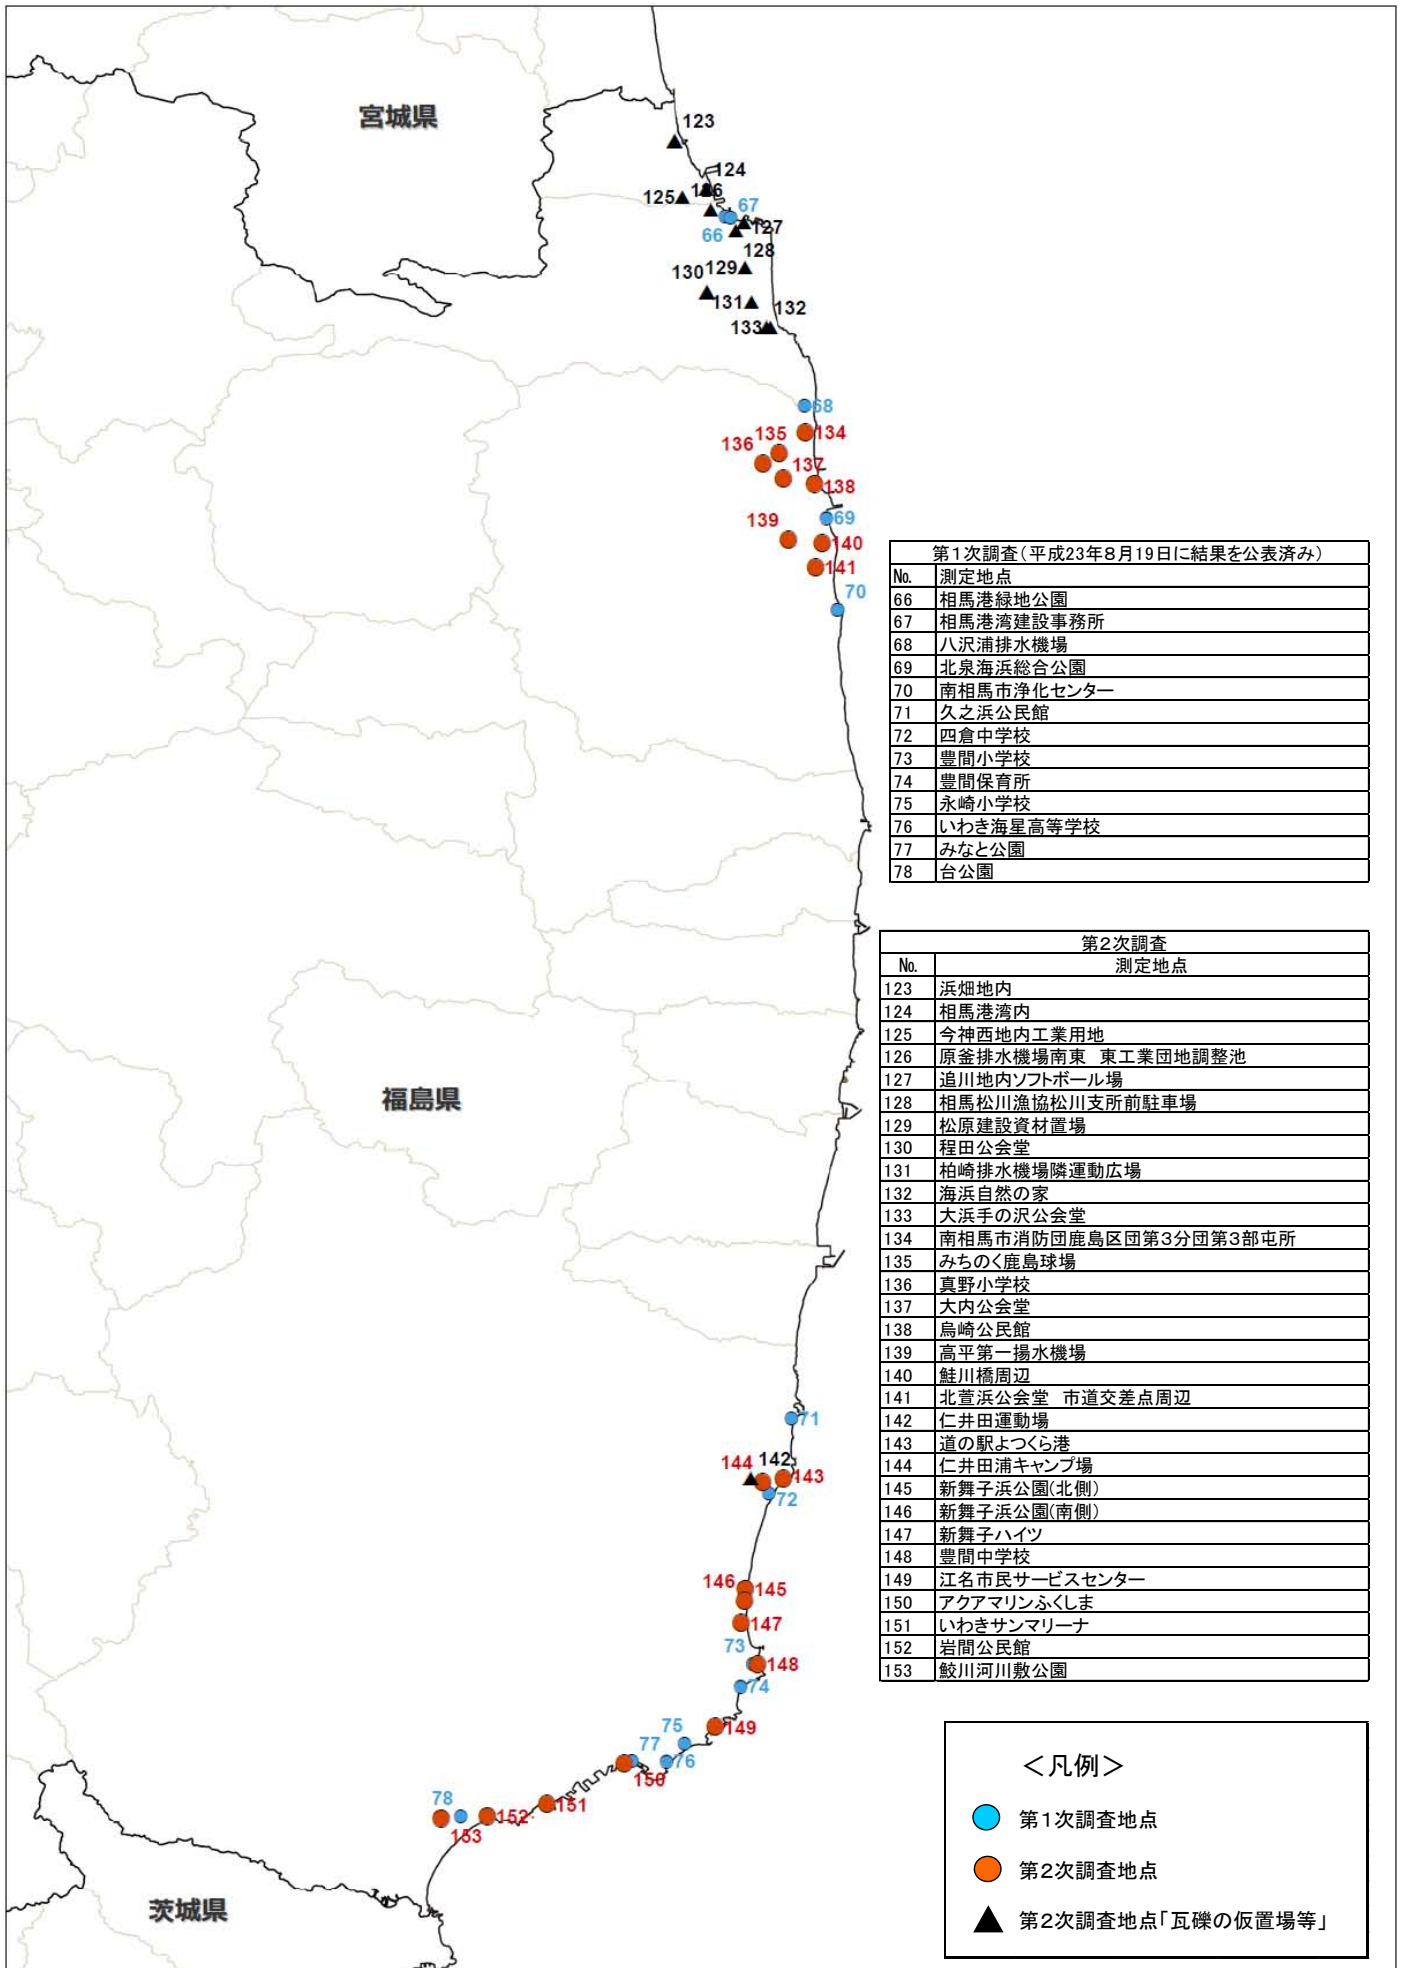 宮城県
123
124
125
126
67
66
127
128
129
130
131
132
133
68
134
135
136
137
138
69
139
140
141
70
第1次調査(平成23年8月19日に結果を公表済み)
No. 測定地点
66 相馬港緑地公園
67 相馬港湾建設事務所
68 八沢浦排水機場
69 北泉海浜総合公園
70 南相馬市浄化センター
71 久之浜公民館
72 四倉中学校
73 豊間小学校
74 豊間保育所
75 永崎小学校
76 いわき海星高等学校
77 みなと公園
78 台公園
第2次調査
No. 測定地点
123 浜畑地内
124 相馬港湾内
125 今神西地内工業用地
126 原釜排水機場南東 東工業団地調整池
127 追川地内ソフトボール場
128 相馬松川漁協松川支所前駐車場
129 松原建設資材置場
130 程田公会堂
131 柏崎排水機場隣運動広場
132 海浜自然の家
133 大浜手の沢公会堂
134 南相馬市消防団鹿島区団第3分団第3部屯所
135 みちのく鹿島球場
136 真野小学校
137 大内公会堂
138 烏崎公民館
139 高平第一揚水機場
140 鮭川橋周辺
141 北萱浜公会堂 市道交差点周辺
142 仁井田運動場
143 道の駅よつくら港
144 仁井田浦キャンプ場
145 新舞子浜公園(北側)
146 新舞子浜公園(南側)
147 新舞子ハイツ
148 豊間中学校
149 江名市民サービスセンター
150 アクアマリンふくしま
151 いわきサンマリーナ
152 岩間公民館
153 鮫川河川敷公園
福島県
71
144
142
143
72
146
145
147
73
148
74
149
75
77
76
150
151
78
152
153
茨城県
＜凡例＞
第1次調査地点
第2次調査地点
第2次調査地点「瓦礫の仮置場等」